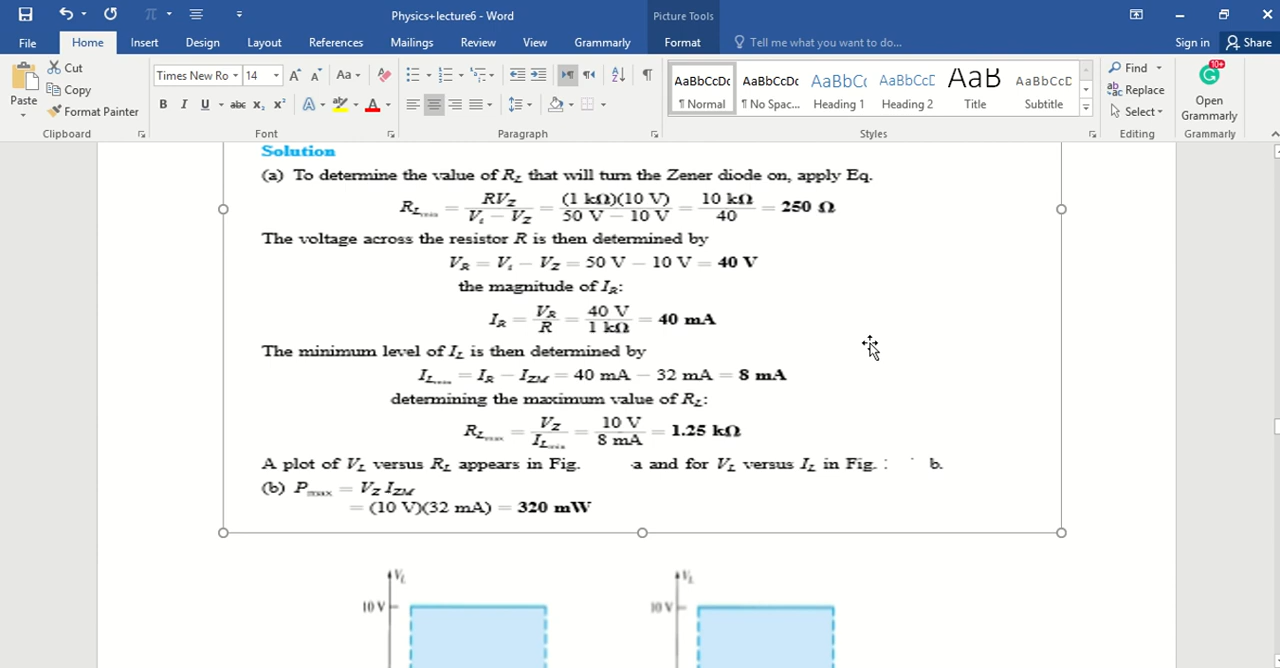 Physics+lecture6 - Word
Picture Tools
File Home Insert Design Layout References Mailings Review View Grammarly Format Tell me what you want to do... Sign in Share
Paste
Cut
Copy
Format Painter
Clipboard
Times New Ro 14
Font
Paragraph
AaBbCcDc AaBbCcDc AaBbC AaBbCcD AaB AaBbCcD
¶ Normal ¶ No Spac... Heading 1 Heading 2 Title Subtitle
Styles
Find
Replace
Select
Editing
10+
Open
Grammarly
Grammarly
Solution
(a) To determine the value of R_L that will turn the Zener diode on, apply Eq.
R_Lmin = RV_Z / (V_i − V_Z) = (1 kΩ)(10 V) / (50 V − 10 V) = 10 kΩ / 40 = 250 Ω
The voltage across the resistor R is then determined by
V_R = V_i − V_Z = 50 V − 10 V = 40 V
the magnitude of I_R:
I_R = V_R / R = 40 V / 1 kΩ = 40 mA
The minimum level of I_L is then determined by
I_Lmin = I_R − I_ZM = 40 mA − 32 mA = 8 mA
determining the maximum value of R_L:
R_Lmax = V_Z / I_Lmin = 10 V / 8 mA = 1.25 kΩ
A plot of V_L versus R_L appears in Fig. a and for V_L versus I_L in Fig. b.
(b) P_max = V_Z I_ZM
= (10 V)(32 mA) = 320 mW
V_L V_L
10 V 10 V